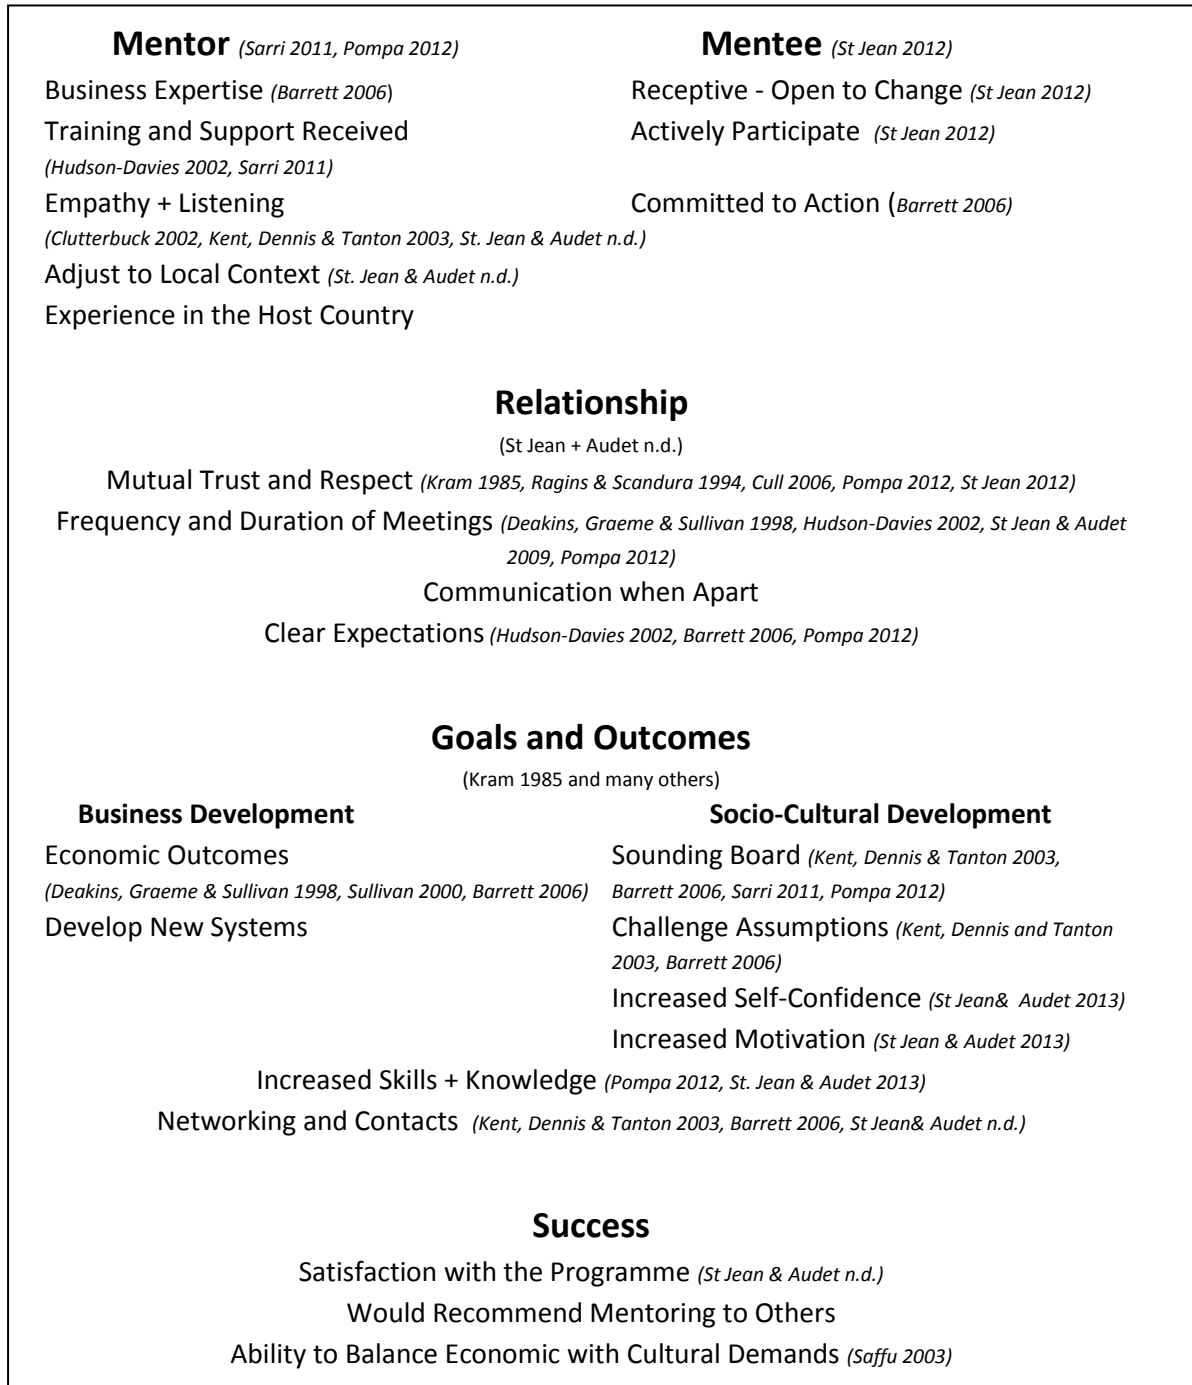 Mentor (Sarri 2011, Pompa 2012)
Mentee (St Jean 2012)
Business Expertise (Barrett 2006)
Receptive - Open to Change (St Jean 2012)
Training and Support Received
Actively Participate (St Jean 2012)
(Hudson-Davies 2002, Sarri 2011)
Empathy + Listening
Committed to Action (Barrett 2006)
(Clutterbuck 2002, Kent, Dennis & Tanton 2003, St. Jean & Audet n.d.)
Adjust to Local Context (St. Jean & Audet n.d.)
Experience in the Host Country
Relationship
(St Jean + Audet n.d.)
Mutual Trust and Respect (Kram 1985, Ragins & Scandura 1994, Cull 2006, Pompa 2012, St Jean 2012)
Frequency and Duration of Meetings (Deakins, Graeme & Sullivan 1998, Hudson-Davies 2002, St Jean & Audet
2009, Pompa 2012)
Communication when Apart
Clear Expectations (Hudson-Davies 2002, Barrett 2006, Pompa 2012)
Goals and Outcomes
(Kram 1985 and many others)
Business Development
Socio-Cultural Development
Economic Outcomes
Sounding Board (Kent, Dennis & Tanton 2003,
(Deakins, Graeme & Sullivan 1998, Sullivan 2000, Barrett 2006)
Barrett 2006, Sarri 2011, Pompa 2012)
Develop New Systems
Challenge Assumptions (Kent, Dennis and Tanton
2003, Barrett 2006)
Increased Self-Confidence (St Jean& Audet 2013)
Increased Motivation (St Jean & Audet 2013)
Increased Skills + Knowledge (Pompa 2012, St. Jean & Audet 2013)
Networking and Contacts (Kent, Dennis & Tanton 2003, Barrett 2006, St Jean& Audet n.d.)
Success
Satisfaction with the Programme (St Jean & Audet n.d.)
Would Recommend Mentoring to Others
Ability to Balance Economic with Cultural Demands (Saffu 2003)